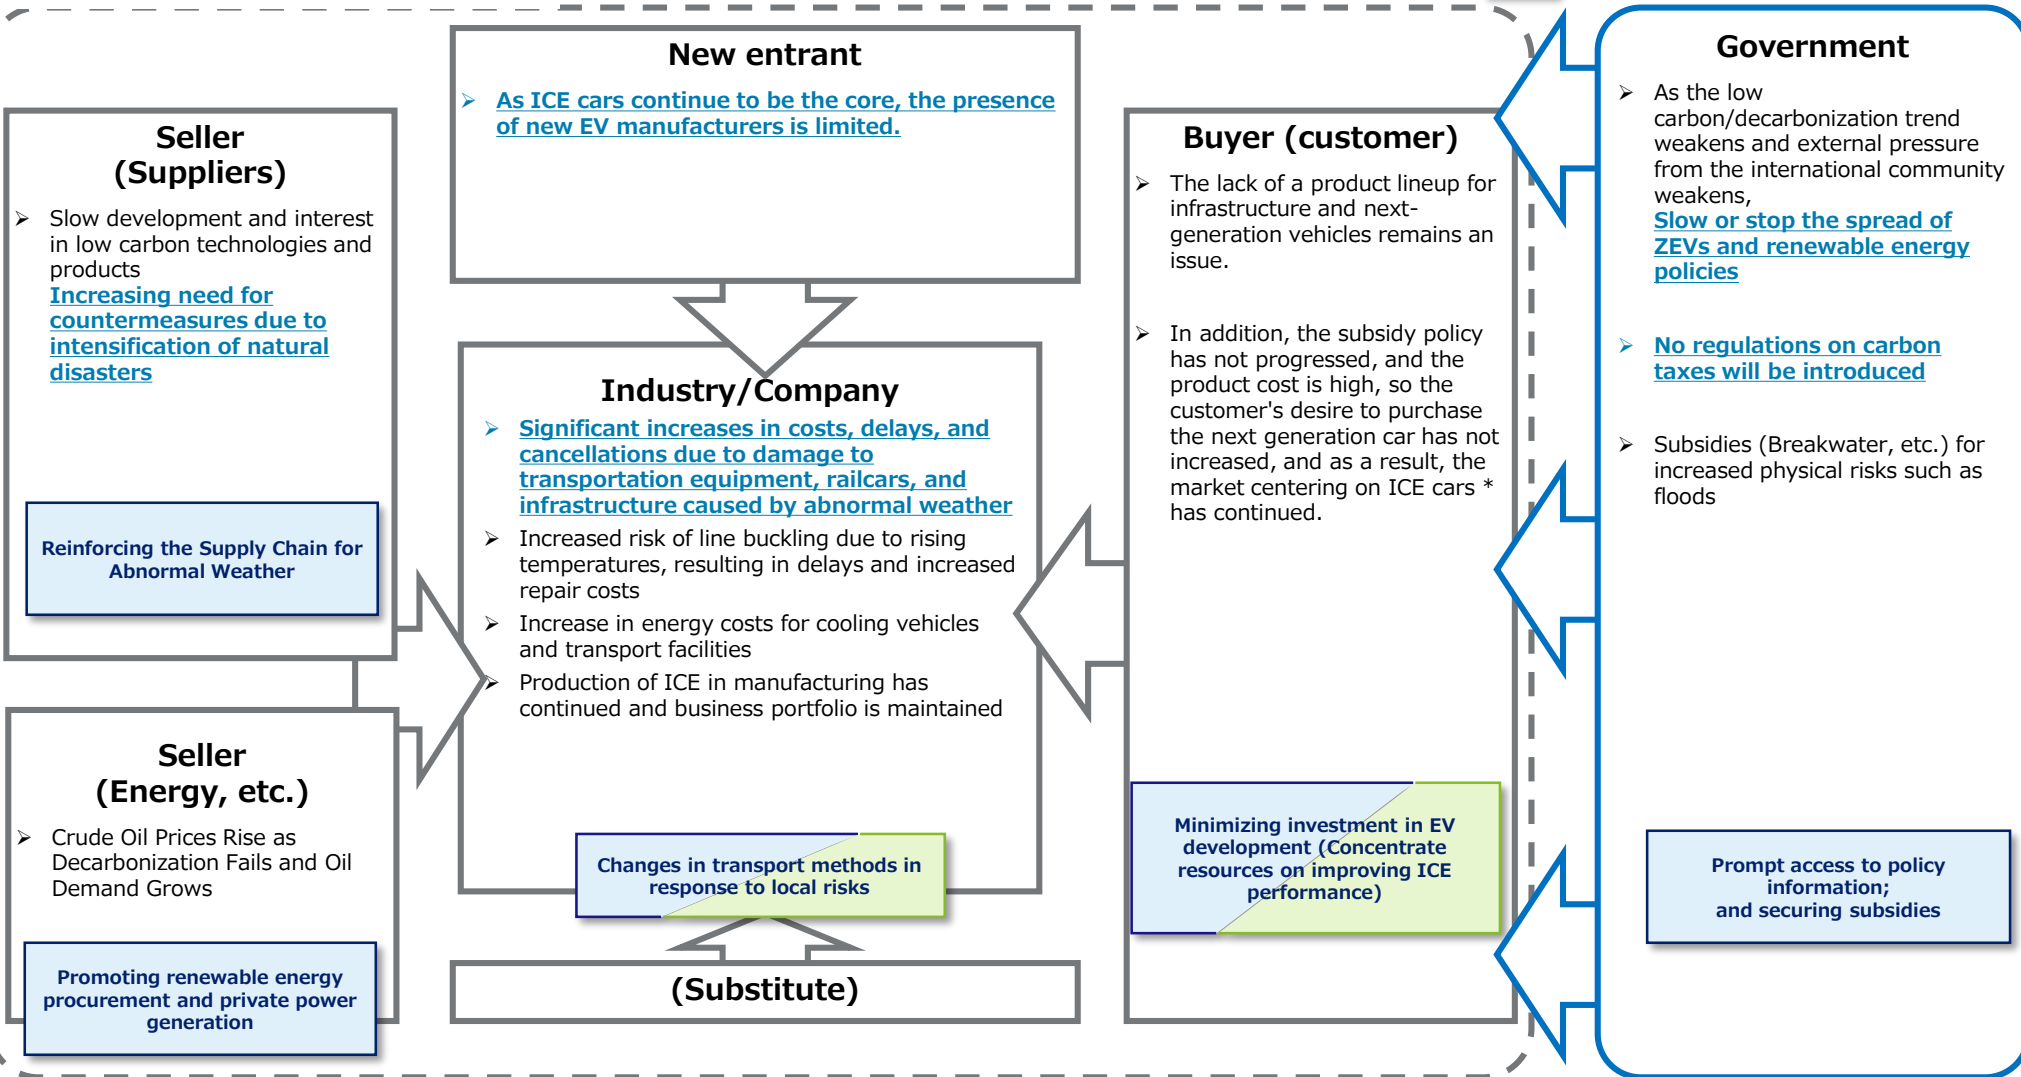 New entrant
➢ As ICE cars continue to be the core, the presence
of new EV manufacturers is limited.
Seller
(Suppliers)
➢ Slow development and interest
in low carbon technologies and
products
Increasing need for
countermeasures due to
intensification of natural
disasters
Reinforcing the Supply Chain for
Abnormal Weather
Seller
(Energy, etc.)
➢ Crude Oil Prices Rise as
Decarbonization Fails and Oil
Demand Grows
Promoting renewable energy
procurement and private power
generation
Industry/Company
➢ Significant increases in costs, delays, and
cancellations due to damage to
transportation equipment, railcars, and
infrastructure caused by abnormal weather
➢ Increased risk of line buckling due to rising
temperatures, resulting in delays and increased
repair costs
➢ Increase in energy costs for cooling vehicles
and transport facilities
➢ Production of ICE in manufacturing has
continued and business portfolio is maintained
Changes in transport methods in
response to local risks
(Substitute)
Buyer (customer)
➢ The lack of a product lineup for
infrastructure and next-
generation vehicles remains an
issue.
➢ In addition, the subsidy policy
has not progressed, and the
product cost is high, so the
customer's desire to purchase
the next generation car has not
increased, and as a result, the
market centering on ICE cars *
has continued.
Minimizing investment in EV
development (Concentrate
resources on improving ICE
performance)
Government
➢ As the low
carbon/decarbonization trend
weakens and external pressure
from the international community
weakens,
Slow or stop the spread of
ZEVs and renewable energy
policies
➢ No regulations on carbon
taxes will be introduced
➢ Subsidies (Breakwater, etc.) for
increased physical risks such as
floods
Prompt access to policy
information;
and securing subsidies